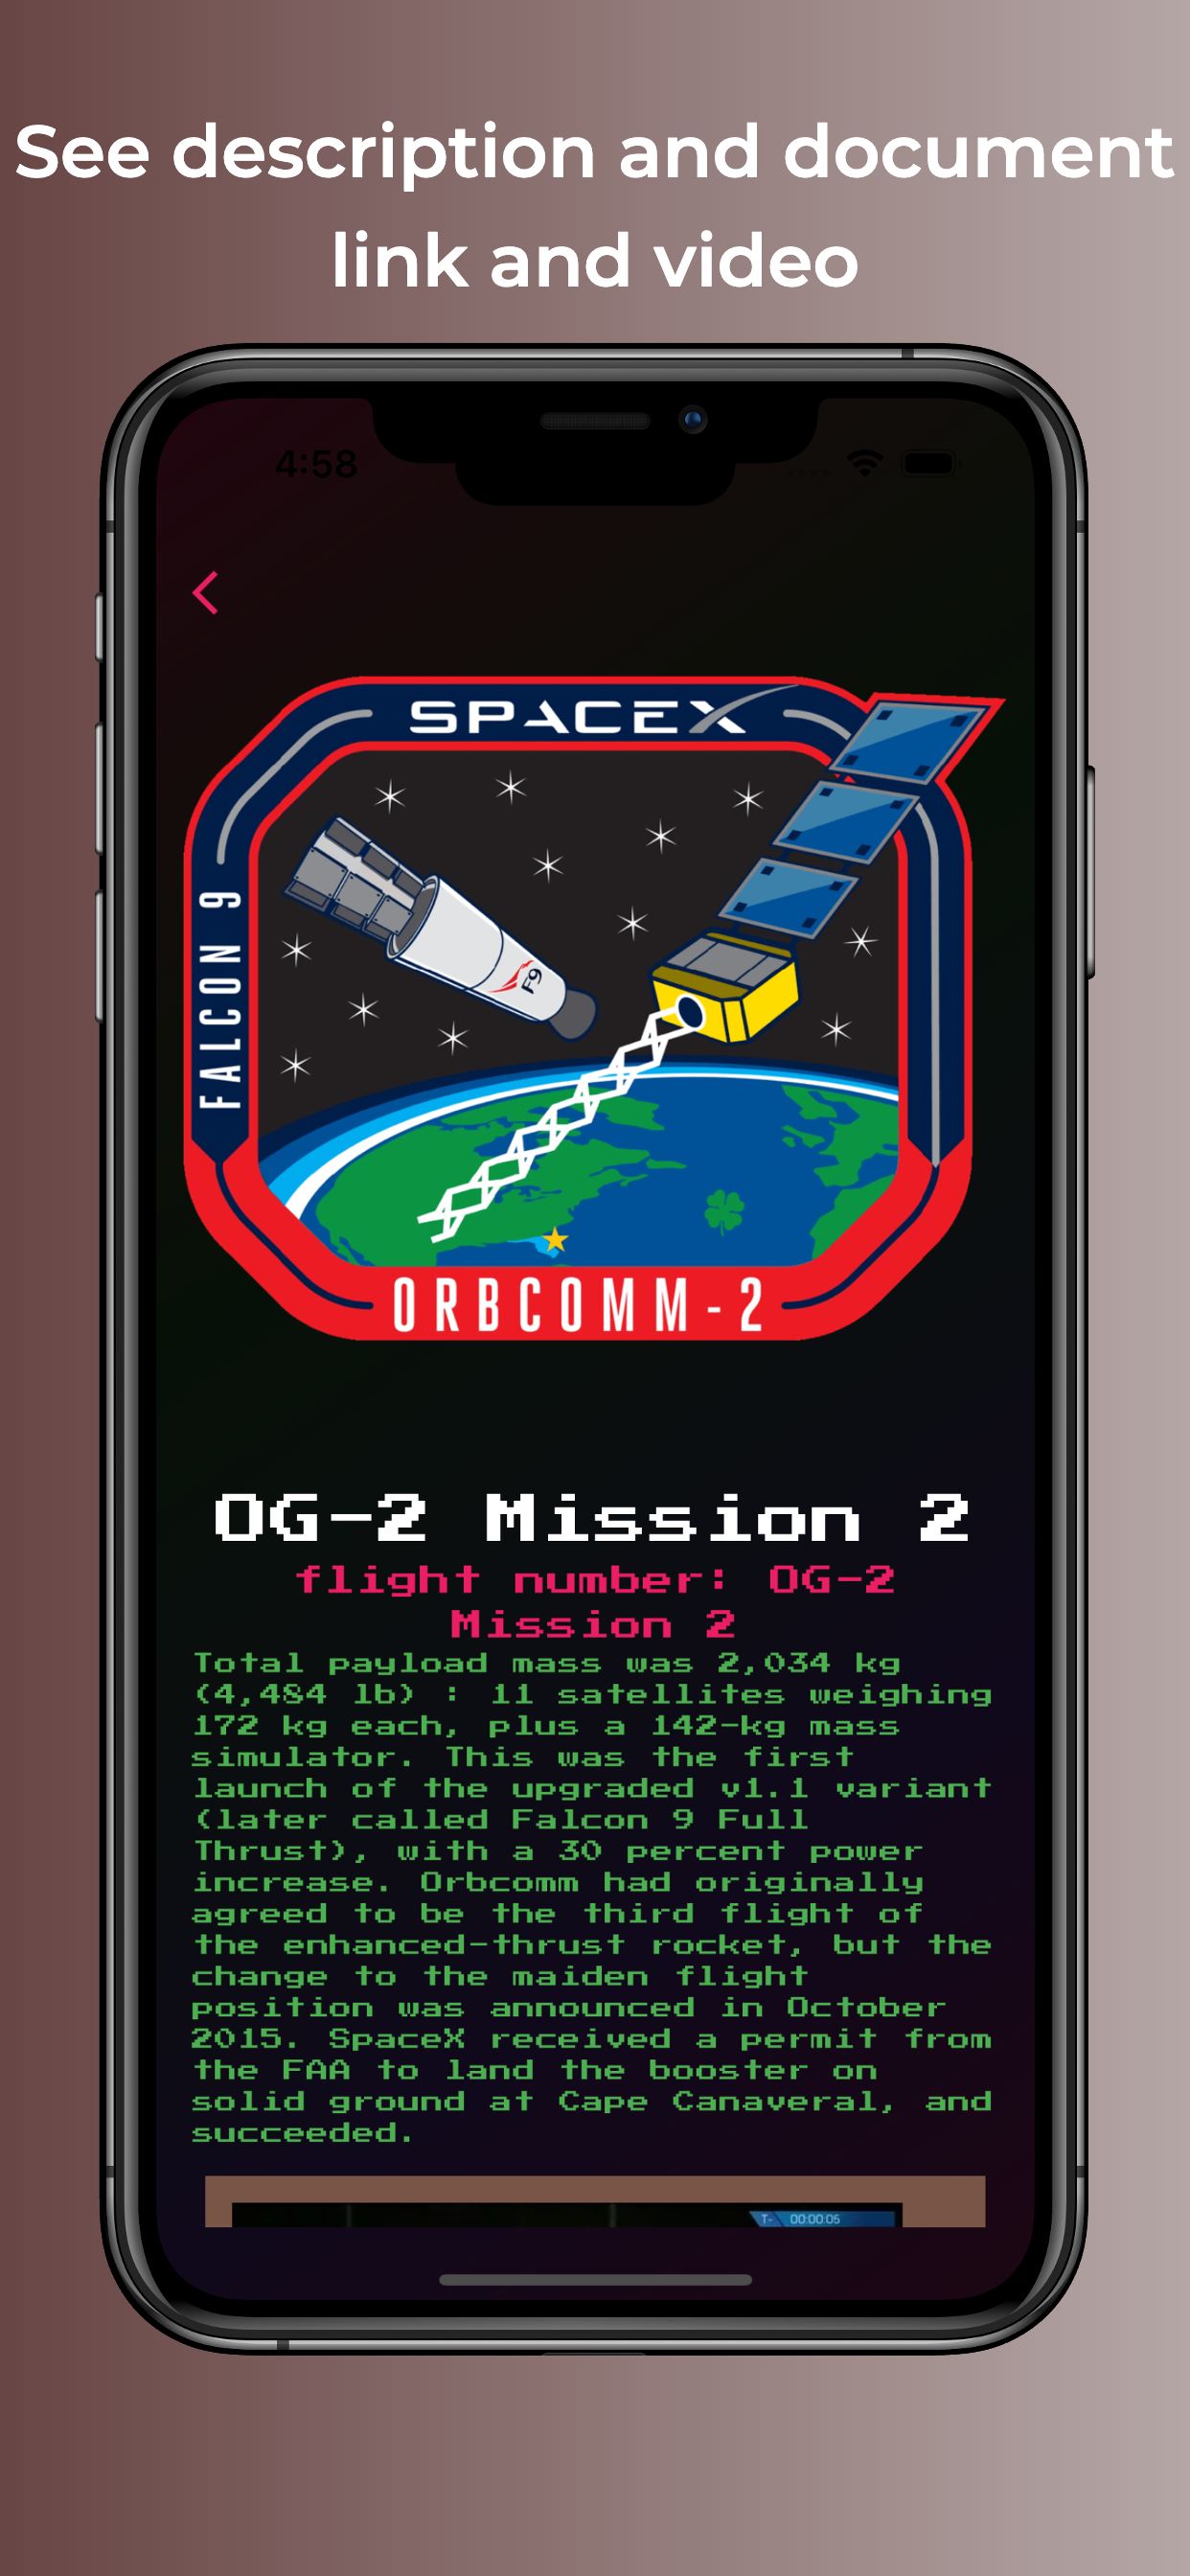 See description and document
link and video
4:58
SPACEX
FALCON 9
F9
ORBCOMM-2
OG-2 Mission 2
flight number: OG-2
Mission 2
Total payload mass was 2,034 kg
(4,484 lb) : 11 satellites weighing
172 kg each, plus a 142-kg mass
simulator. This was the first
launch of the upgraded v1.1 variant
(later called Falcon 9 Full
Thrust), with a 30 percent power
increase. Orbcomm had originally
agreed to be the third flight of
the enhanced-thrust rocket, but the
change to the maiden flight
position was announced in October
2015. SpaceX received a permit from
the FAA to land the booster on
solid ground at Cape Canaveral, and
succeeded.
T- 00:00:05